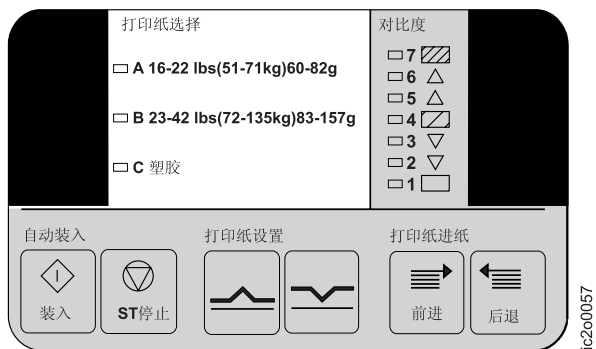 打印纸选择
A 16-22 lbs(51-71kg)60-82g
B 23-42 lbs(72-135kg)83-157g
C 塑胶
对比度
7
6
5
4
3
2
1
自动装入
装入
ST停止
打印纸设置
打印纸进纸
前进
后退
ic2o0057